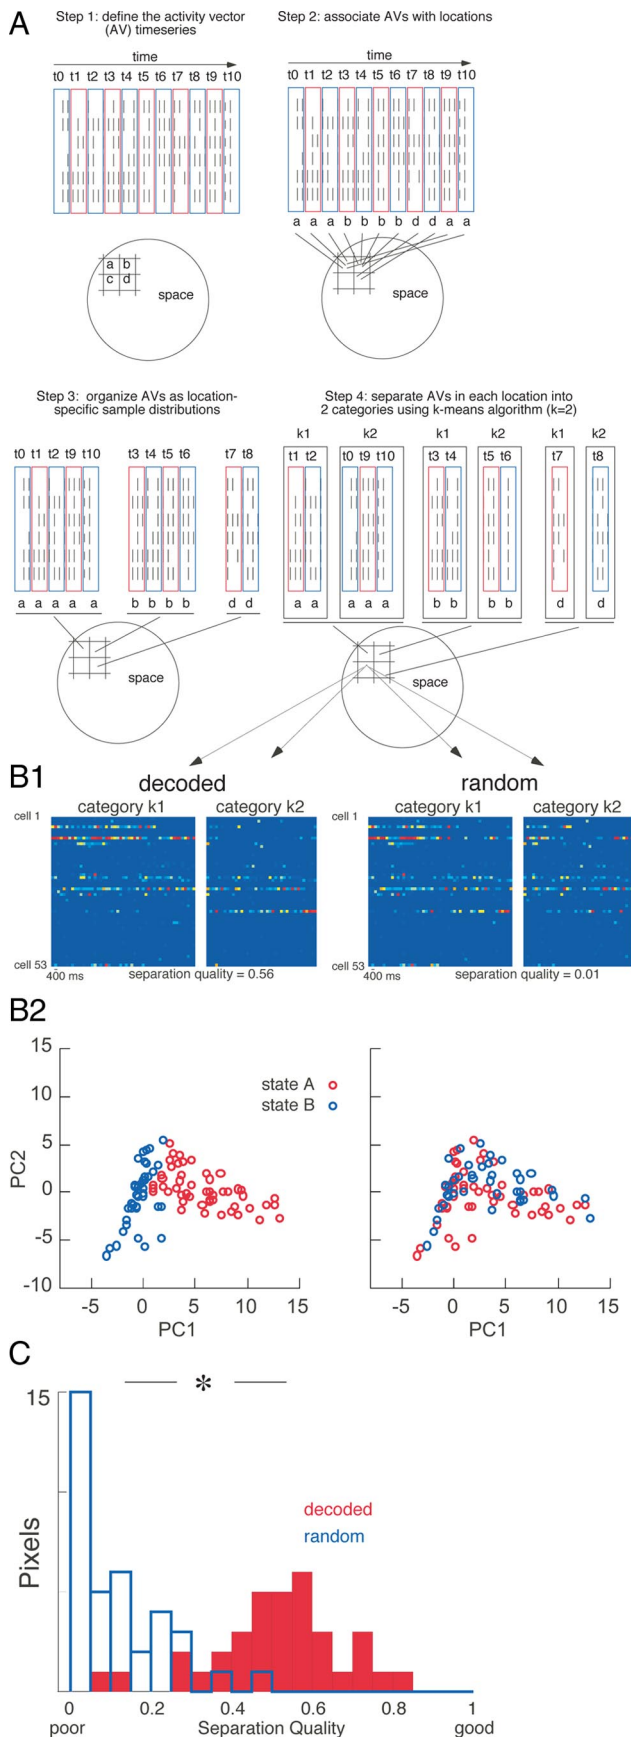 A
Step 1: define the activity vector
(AV) timeseries
time
t0 t1 t2 t3 t4 t5 t6 t7 t8 t9 t10
a b
c d
space
Step 2: associate AVs with locations
time
t0 t1 t2 t3 t4 t5 t6 t7 t8 t9 t10
a a a b b b b d d a a
space
Step 3: organize AVs as location-
specific sample distributions
t0 t1 t2 t9 t10
t3 t4 t5 t6
t7 t8
a a a a a
b b b b
d d
space
Step 4: separate AVs in each location into
2 categories using k-means algorithm (k=2)
k1 k2 k1 k2 k1 k2
t1 t2 t0 t9 t10 t3 t4 t5 t6 t7 t8
a a a a a b b b b d d
space
B1
decoded
category k1 category k2
cell 1
cell 53
400 ms
separation quality = 0.56
random
category k1 category k2
cell 1
cell 53
400 ms
separation quality = 0.01
B2
15
10
5
0
-5
-10
PC2
state A
state B
-5 0 5 10 15
PC1
-5 0 5 10 15
PC1
C
*
15
Pixels
decoded
random
0 0.2 0.4 0.6 0.8 1
poor Separation Quality good